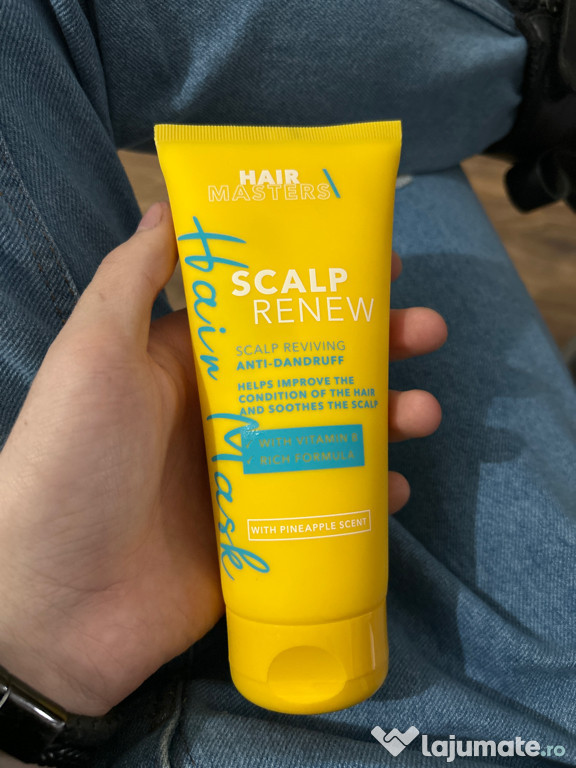 HAIR
MASTERS
Hair Mask
SCALP
RENEW
SCALP REVIVING
ANTI-DANDRUFF
HELPS IMPROVE THE
CONDITION OF THE HAIR
AND SOOTHES THE SCALP
WITH VITAMIN B
RICH FORMULA
WITH PINEAPPLE SCENT
lajumate.ro